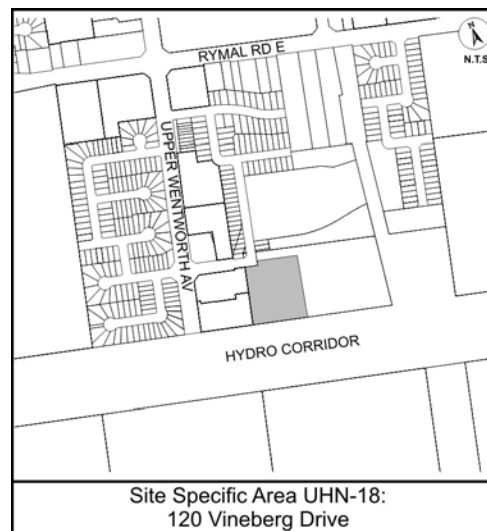 RYMAL RD E
N
N.T.S
UPPER WENTWORTH AV
HYDRO CORRIDOR
Site Specific Area UHN-18:
120 Vineberg Drive